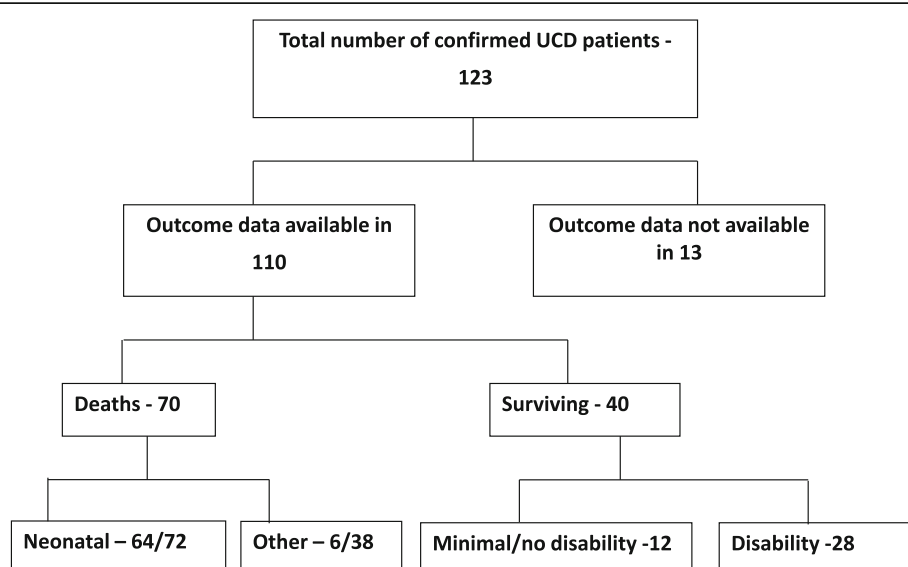 Total number of confirmed UCD patients -
123
Outcome data available in
110
Outcome data not available
in 13
Deaths - 70
Surviving - 40
Neonatal – 64/72
Other – 6/38
Minimal/no disability -12
Disability -28